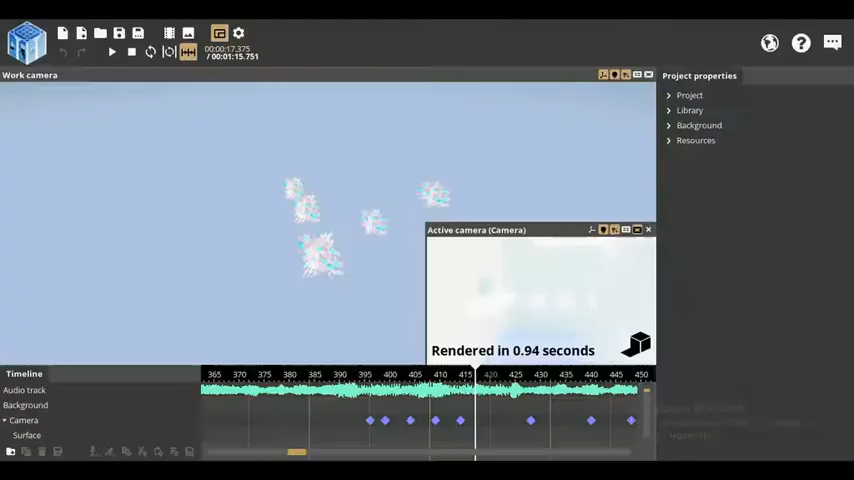 00:00:17.375
/ 00:01:15.751
Work camera
Project properties
Project
Library
Background
Resources
Active camera (Camera)
Rendered in 0.94 seconds
Timeline
365 370 375 380 385 390 395 400 405 410 415 420 425 430 435 440 445 450
Audio track
Background
Camera
Surface